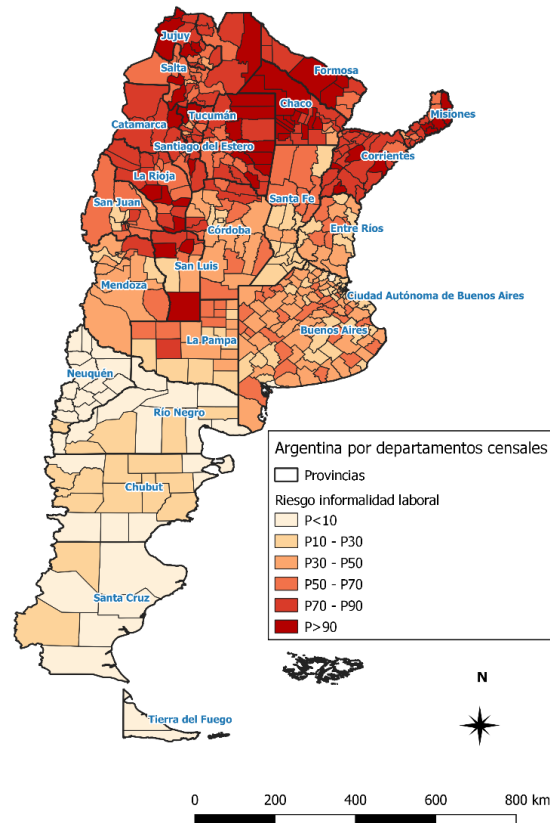 Jujuy
Salta
Formosa
Chaco
Misiones
Catamarca
Tucumán
Santiago del Estero
Corrientes
La Rioja
San Juan
Santa Fe
Córdoba
Entre Ríos
San Luis
Mendoza
Ciudad Autónoma de Buenos Aires
Buenos Aires
La Pampa
Neuquén
Río Negro
Chubut
Santa Cruz
Tierra del Fuego
Argentina por departamentos censales
Provincias
Riesgo informalidad laboral
P<10
P10 - P30
P30 - P50
P50 - P70
P70 - P90
P>90
N
0 200 400 600 800 km